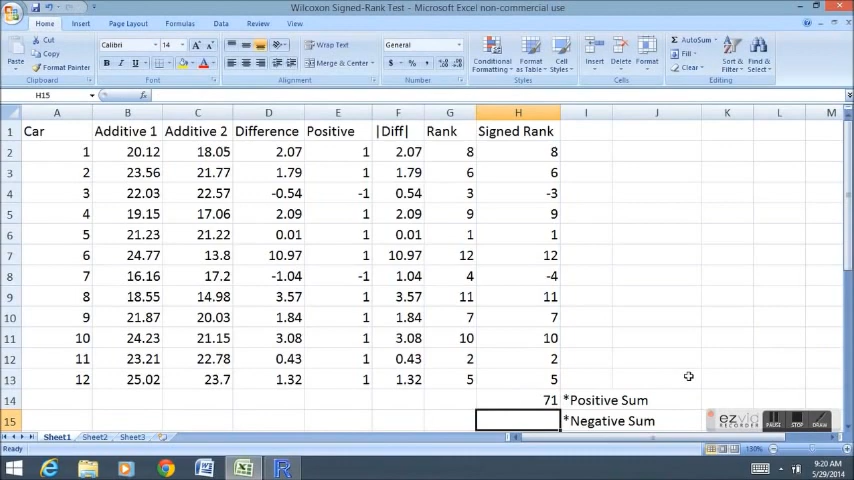 Wilcoxon Signed-Rank Test - Microsoft Excel non-commercial use
Home Insert Page Layout Formulas Data Review View
Cut
Copy
Format Painter
Paste
Clipboard
Calibri 14
B I U
Font
Wrap Text
Merge & Center
Alignment
General
$ % ,
Number
Conditional Formatting
Format as Table
Cell Styles
Styles
Insert Delete Format
Cells
AutoSum
Fill
Clear
Sort & Filter
Find & Select
Editing
H15 fx
A B C D E F G H I J K L M
1 Car Additive 1 Additive 2 Difference Positive |Diff| Rank Signed Rank
2 1 20.12 18.05 2.07 1 2.07 8 8
3 2 23.56 21.77 1.79 1 1.79 6 6
4 3 22.03 22.57 -0.54 -1 0.54 3 -3
5 4 19.15 17.06 2.09 1 2.09 9 9
6 5 21.23 21.22 0.01 1 0.01 1 1
7 6 24.77 13.8 10.97 1 10.97 12 12
8 7 16.16 17.2 -1.04 -1 1.04 4 -4
9 8 18.55 14.98 3.57 1 3.57 11 11
10 9 21.87 20.03 1.84 1 1.84 7 7
11 10 24.23 21.15 3.08 1 3.08 10 10
12 11 23.21 22.78 0.43 1 0.43 2 2
13 12 25.02 23.7 1.32 1 1.32 5 5
14 71 *Positive Sum
15 *Negative Sum
ezvid
RECORDER
PAUSE STOP DRAW
Sheet1 Sheet2 Sheet3
Ready 130%
9:20 AM
5/29/2014